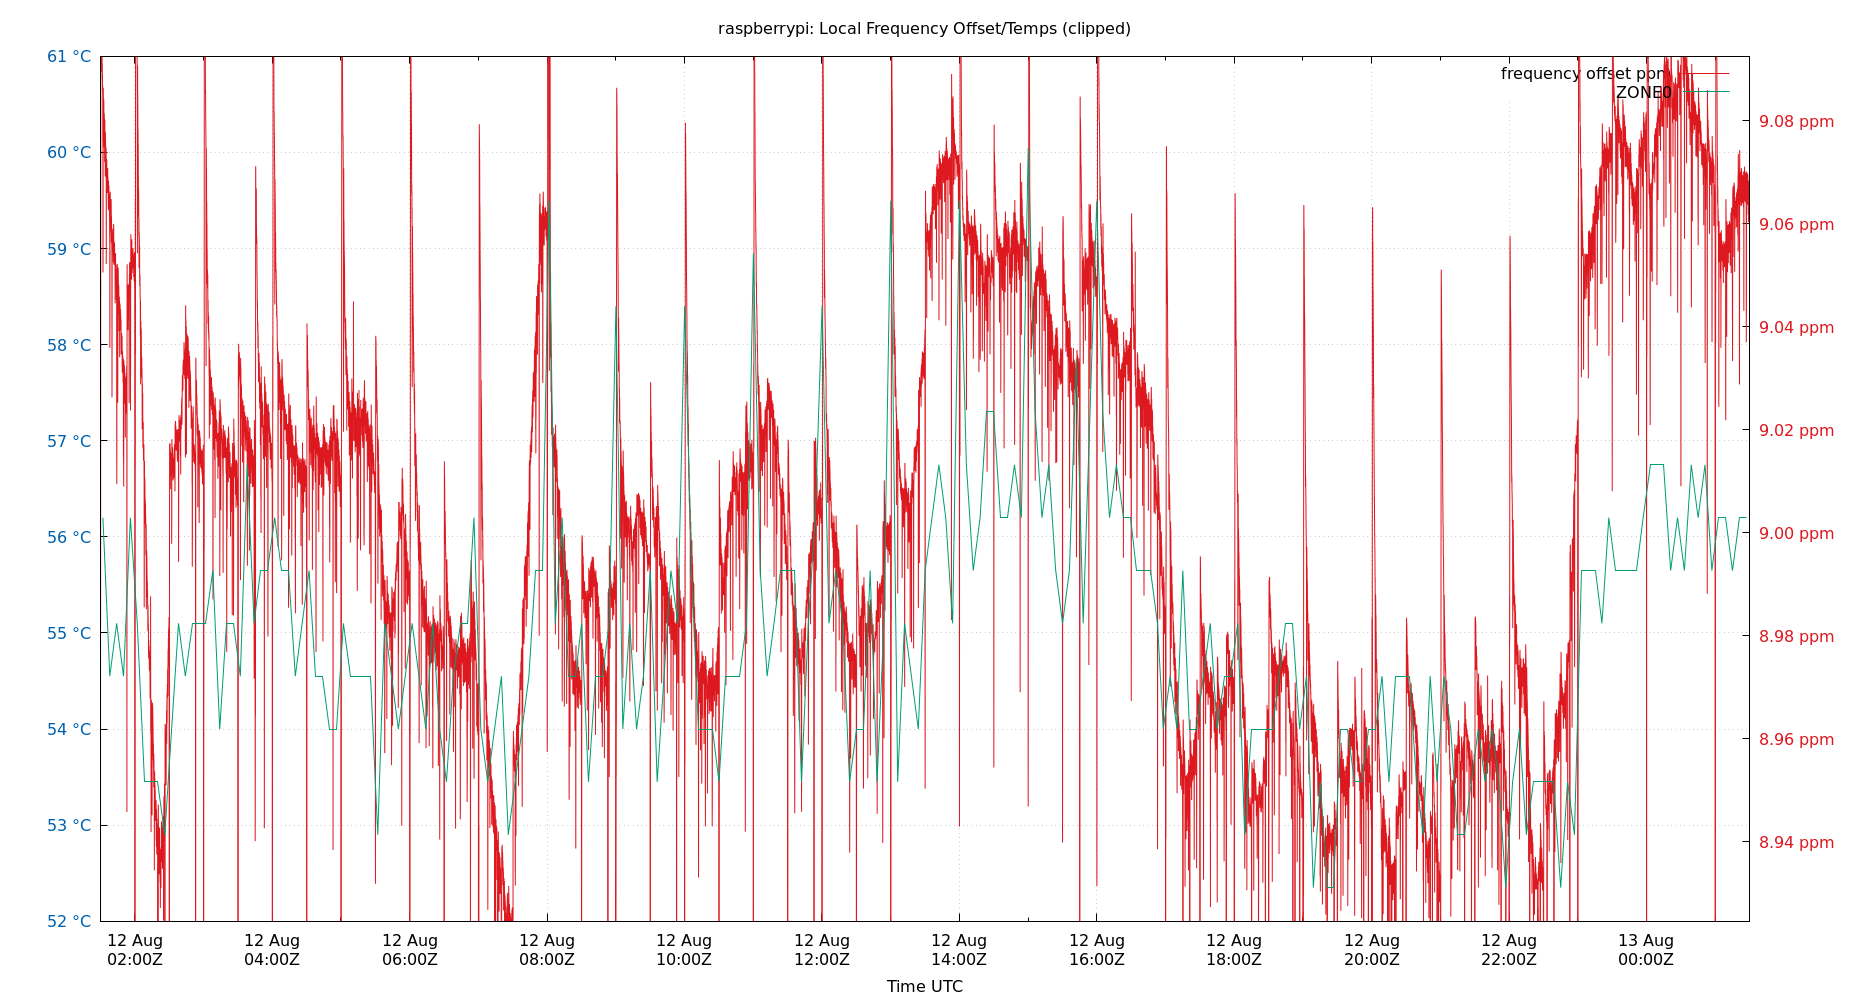 raspberrypi: Local Frequency Offset/Temps (clipped)
61 °C
60 °C
59 °C
58 °C
57 °C
56 °C
55 °C
54 °C
53 °C
52 °C
frequency offset ppm
ZONE0
9.08 ppm
9.06 ppm
9.04 ppm
9.02 ppm
9.00 ppm
8.98 ppm
8.96 ppm
8.94 ppm
12 Aug 12 Aug 12 Aug 12 Aug 12 Aug 12 Aug 12 Aug 12 Aug 12 Aug 12 Aug 12 Aug 13 Aug
02:00Z 04:00Z 06:00Z 08:00Z 10:00Z 12:00Z 14:00Z 16:00Z 18:00Z 20:00Z 22:00Z 00:00Z
Time UTC